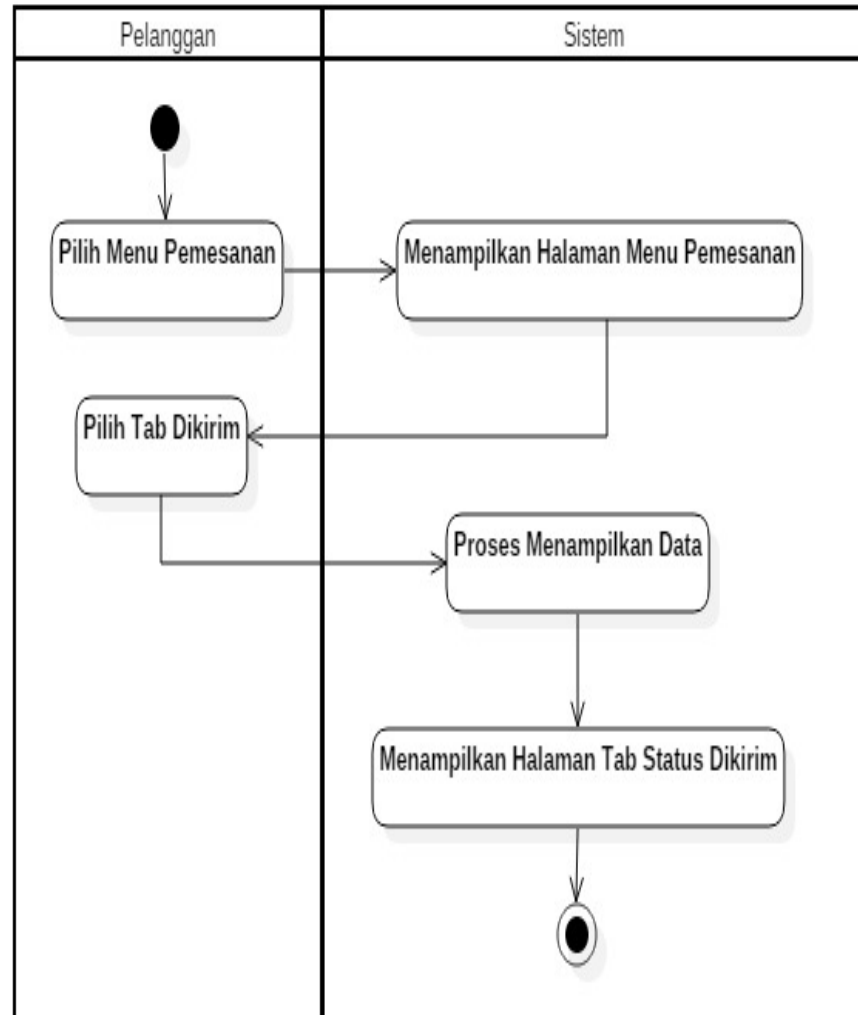 Pelanggan
Sistem
Pilih Menu Pemesanan
Menampilkan Halaman Menu Pemesanan
Pilih Tab Dikirim
Proses Menampilkan Data
Menampilkan Halaman Tab Status Dikirim